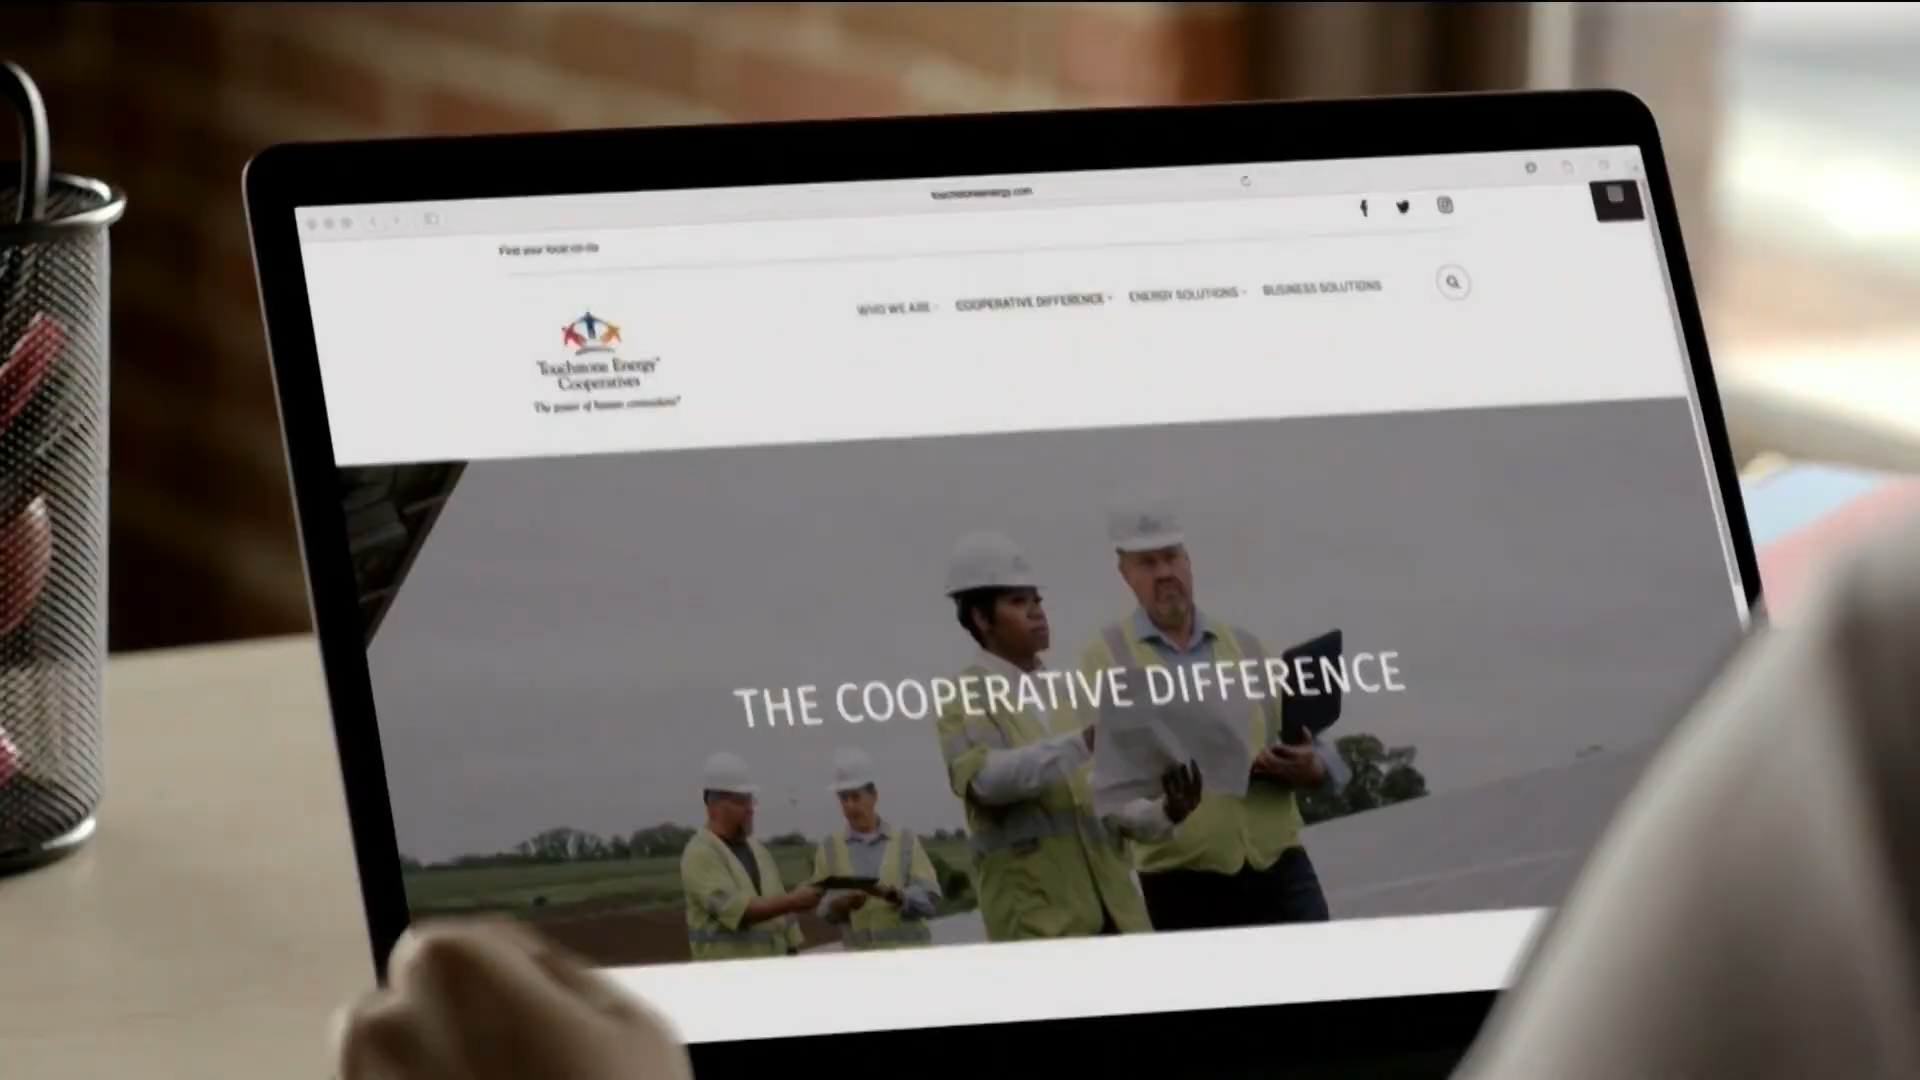 touchstoneenergy.com
Find your local co-op
WHO WE ARE
COOPERATIVE DIFFERENCE
ENERGY SOLUTIONS
BUSINESS SOLUTIONS
Touchstone Energy®
Cooperatives
The power of human connections®
THE COOPERATIVE DIFFERENCE